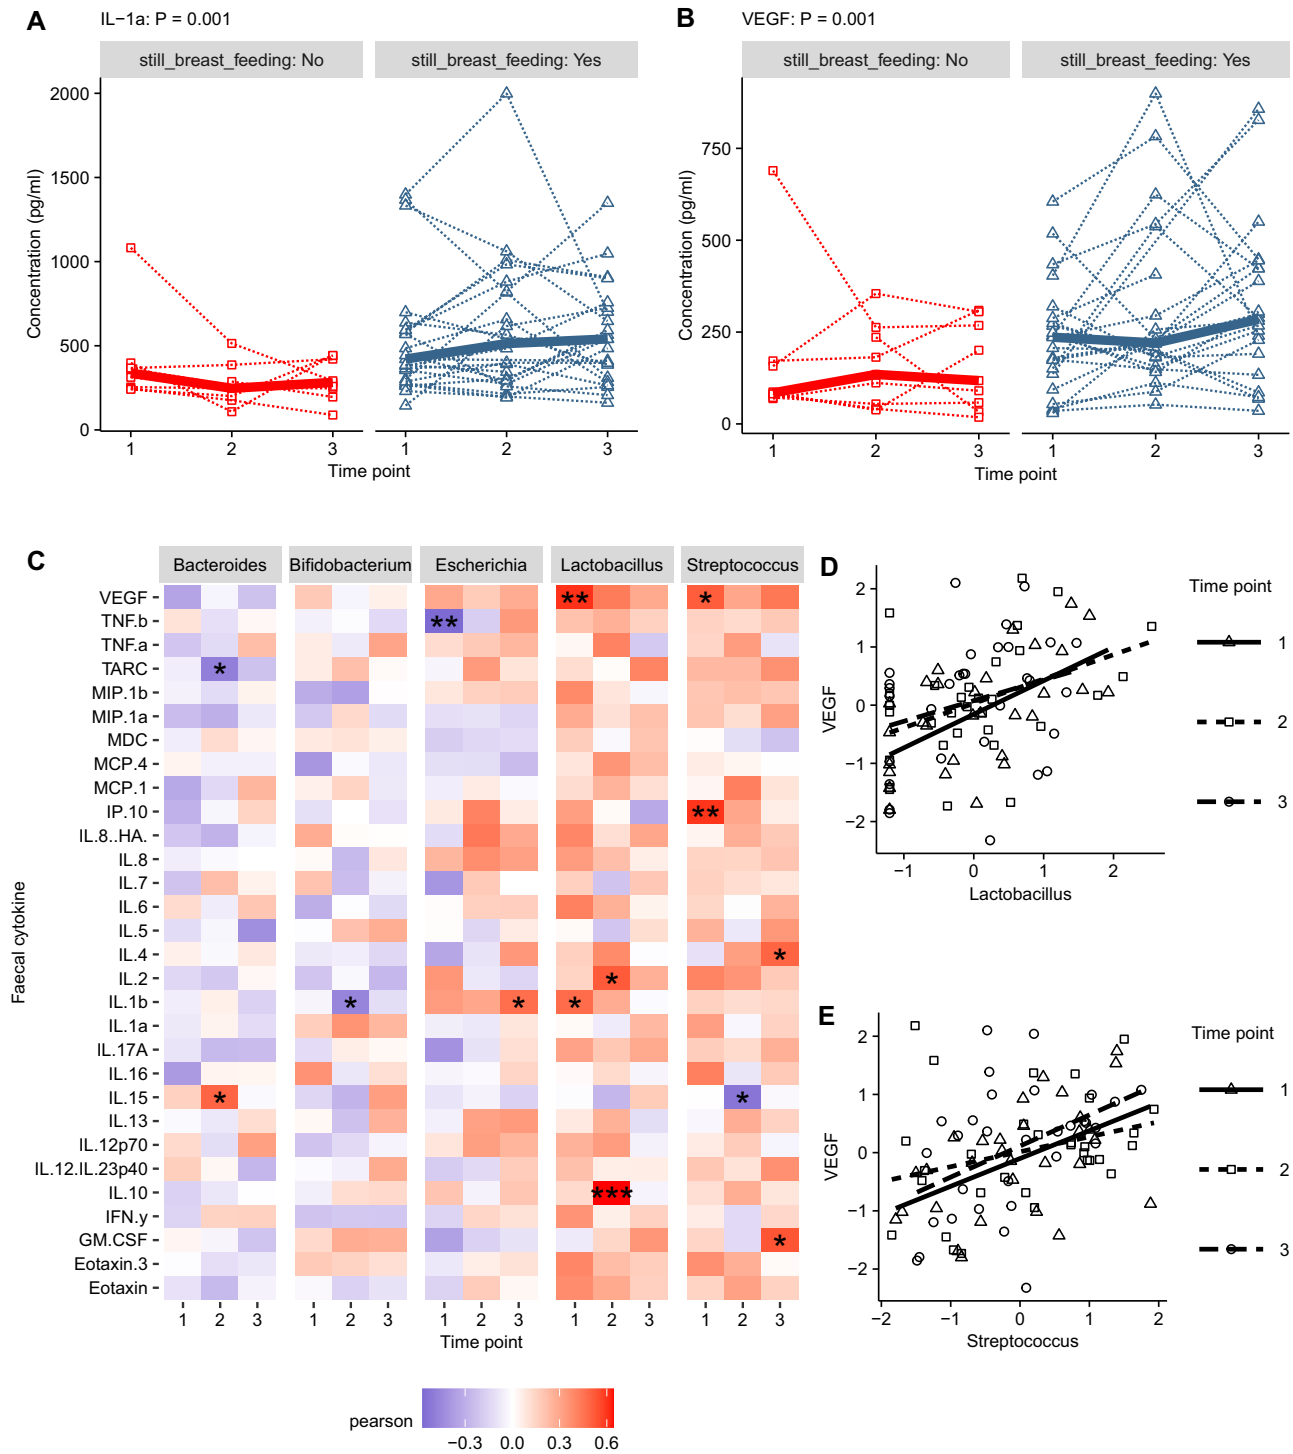 A
IL−1a: P = 0.001
still_breast_feeding: No
still_breast_feeding: Yes
Concentration (pg/ml)
2000
1500
1000
500
0
1 2 3 1 2 3
Time point
B
VEGF: P = 0.001
still_breast_feeding: No
still_breast_feeding: Yes
Concentration (pg/ml)
750
500
250
0
1 2 3 1 2 3
Time point
C
Bacteroides Bifidobacterium Escherichia Lactobacillus Streptococcus
Faecal cytokine
VEGF ** *
TNF.b **
TNF.a
TARC *
MIP.1b
MIP.1a
MDC
MCP.4
MCP.1
IP.10 **
IL.8..HA.
IL.8
IL.7
IL.6
IL.5
IL.4 *
IL.2 *
IL.1b * * *
IL.1a
IL.17A
IL.16
IL.15 * *
IL.13
IL.12p70
IL.12.IL.23p40
IL.10 ***
IFN.y
GM.CSF *
Eotaxin.3
Eotaxin
1 2 3 1 2 3 1 2 3 1 2 3 1 2 3
Time point
pearson
−0.3 0.0 0.3 0.6
D
VEGF
2
1
0
−1
−2
−1 0 1 2
Lactobacillus
Time point
1
2
3
E
VEGF
2
1
0
−1
−2
−2 −1 0 1 2
Streptococcus
Time point
1
2
3